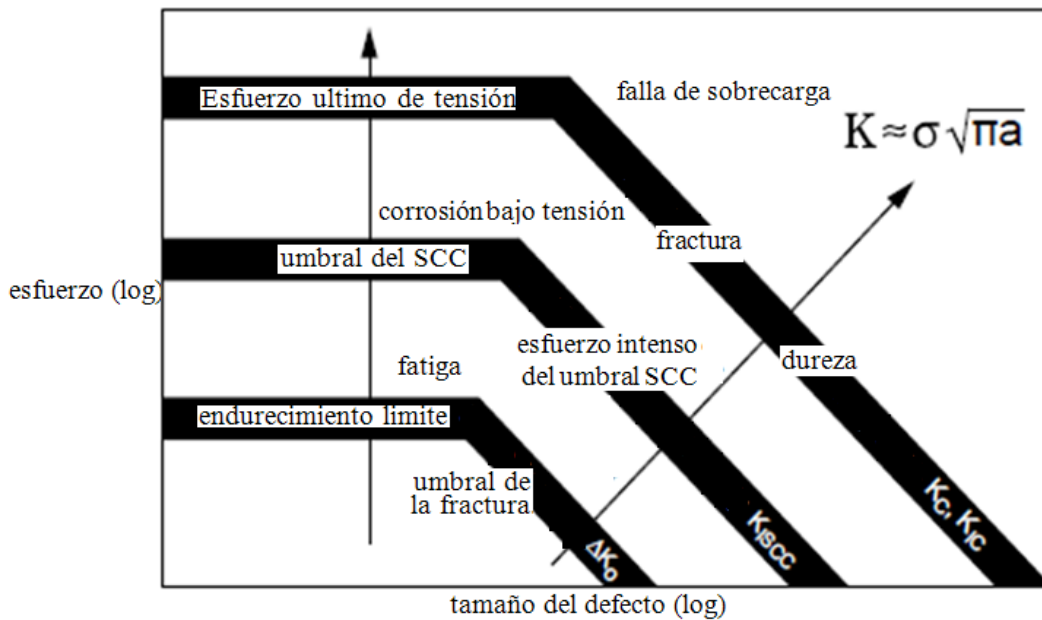 Esfuerzo ultimo de tensión
falla de sobrecarga
K≈σ√πa
corrosión bajo tensión
fractura
umbral del SCC
esfuerzo (log)
esfuerzo intenso
del umbral SCC
dureza
fatiga
endurecimiento limite
umbral de
la fractura
ΔK₀
KISCC
KC, KIC
tamaño del defecto (log)